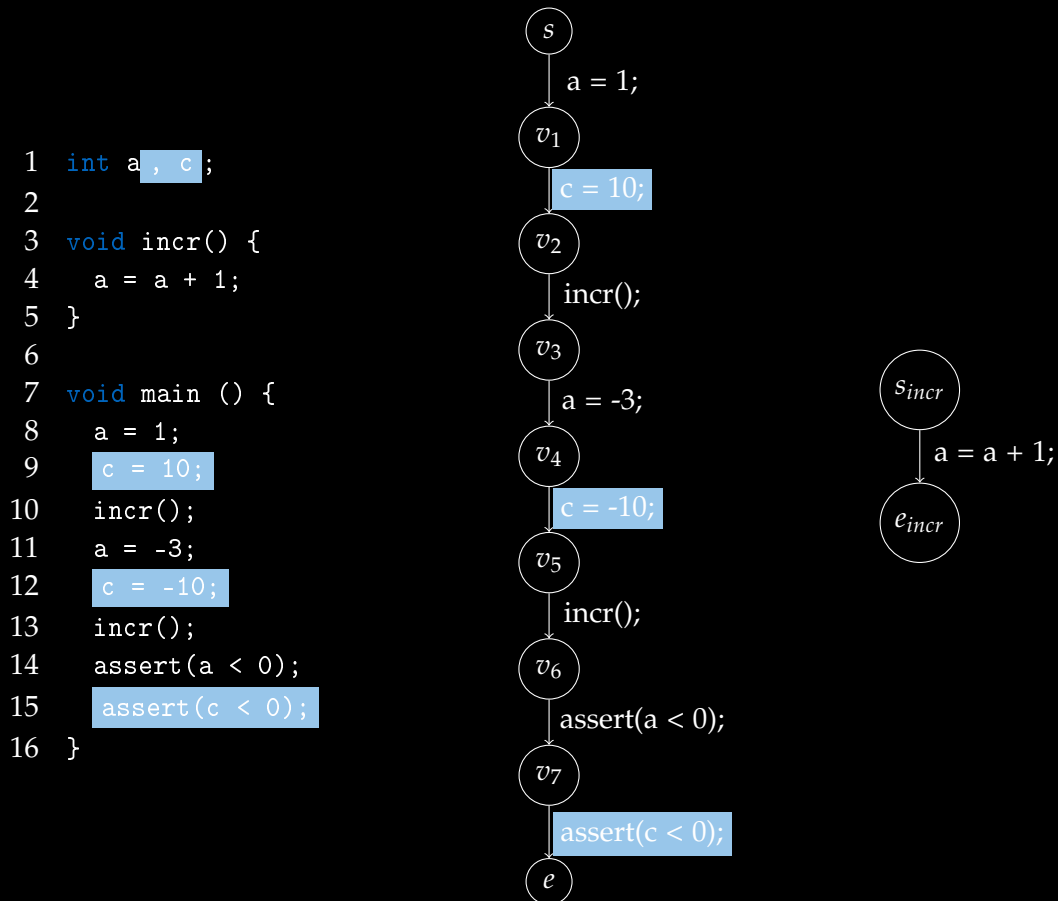 1 int a , c ;
2
3 void incr() {
4 a = a + 1;
5 }
6
7 void main () {
8 a = 1;
9 c = 10;
10 incr();
11 a = -3;
12 c = -10;
13 incr();
14 assert(a < 0);
15 assert(c < 0);
16 }
s
a = 1;
v1
c = 10;
v2
incr();
v3
a = -3;
v4
c = -10;
v5
incr();
v6
assert(a < 0);
v7
assert(c < 0);
e
sincr
a = a + 1;
eincr